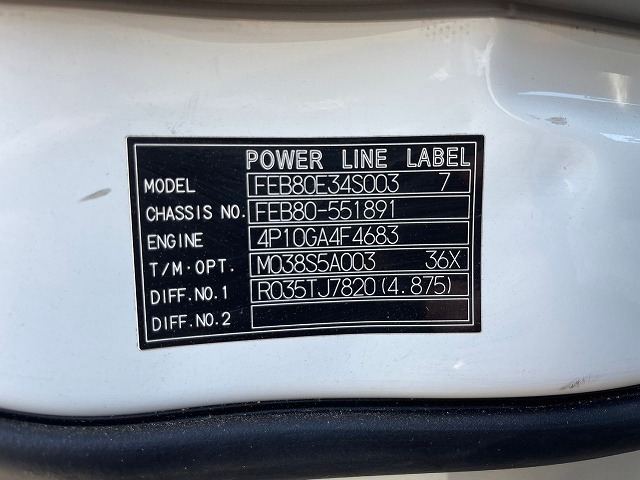 POWER LINE LABEL
MODEL FEB80E34S003 7
CHASSIS NO. FEB80-551891
ENGINE 4P10GA4F4683
T/M·OPT. M038S5A003 36X
DIFF.NO.1 R035TJ7820(4.875)
DIFF.NO.2